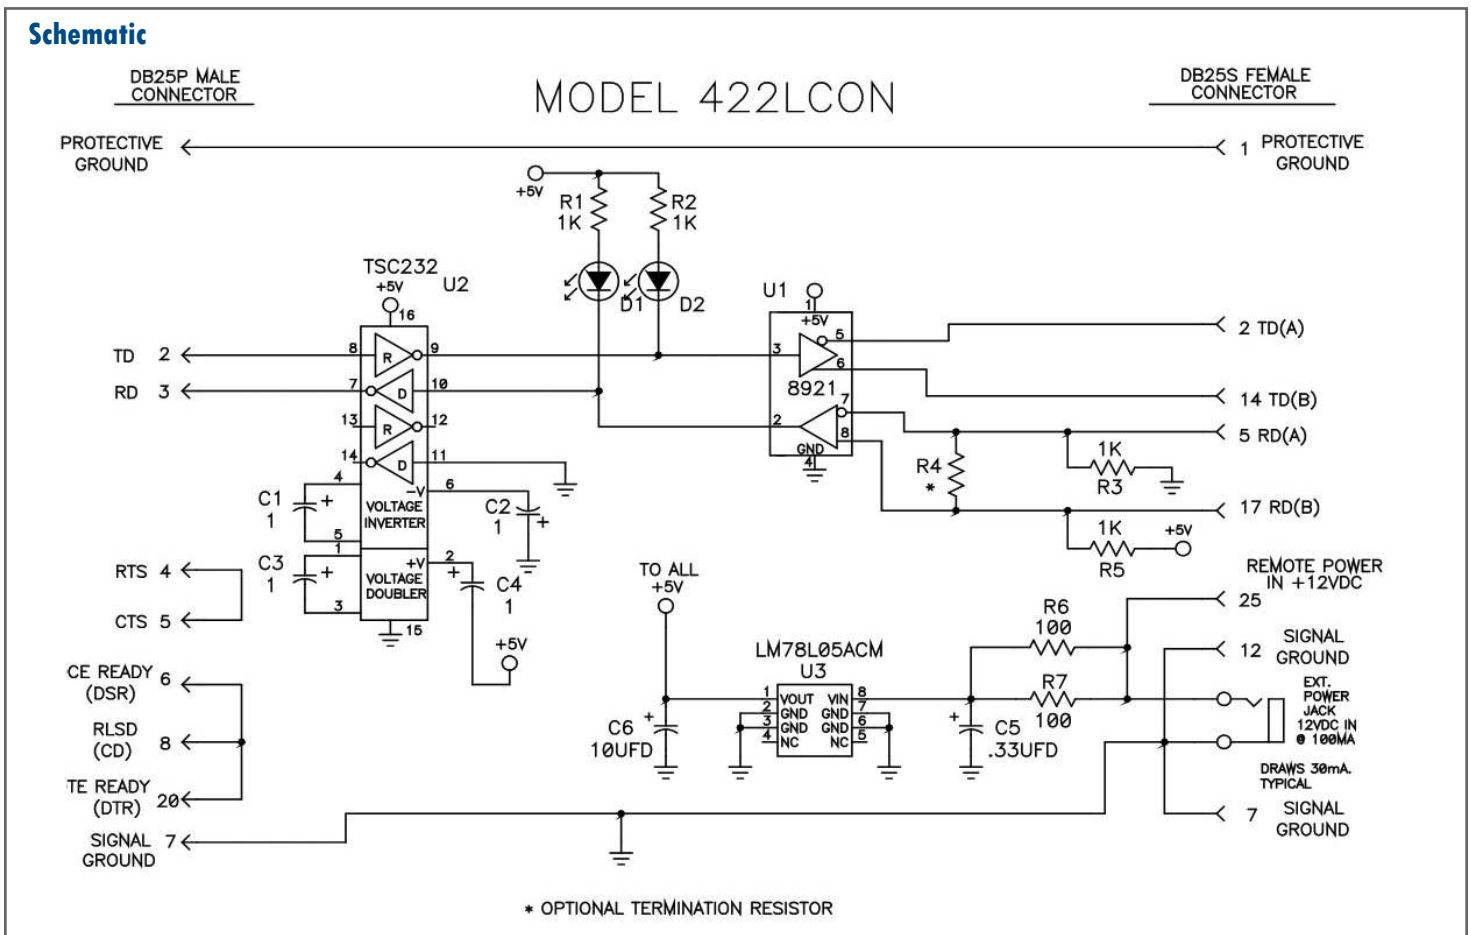 Schematic
DB25P MALE
CONNECTOR
MODEL 422LCON
DB25S FEMALE
CONNECTOR
PROTECTIVE
GROUND
1 PROTECTIVE
GROUND
+5V
R1
1K
R2
1K
D1
D2
TSC232
+5V
U2
16
U1
1
+5V
TD 2
8
R
9
3
5
6
8921
2 TD(A)
RD 3
7
D
10
14 TD(B)
13
R
12
2
7
8
GND
4
5 RD(A)
14
D
11
R4
*
1K
R3
4
C1
+
1
5
-V
6
VOLTAGE
INVERTER
C2
1
+
17 RD(B)
1K
R5
+5V
1
C3
+
1
3
+V
2
VOLTAGE
DOUBLER
+
C4
1
15
+5V
RTS 4
CTS 5
TO ALL
+5V
REMOTE POWER
IN +12VDC
25
R6
100
R7
100
LM78L05ACM
U3
1 VOUT VIN 8
2 GND GND 7
3 GND GND 6
4 NC NC 5
+
C6
10UFD
+
C5
.33UFD
12 SIGNAL
GROUND
EXT.
POWER
JACK
12VDC IN
@ 100MA
DRAWS 30mA.
TYPICAL
7 SIGNAL
GROUND
CE READY 6
(DSR)
RLSD
(CD) 8
TE READY
(DTR) 20
SIGNAL 7
GROUND
* OPTIONAL TERMINATION RESISTOR